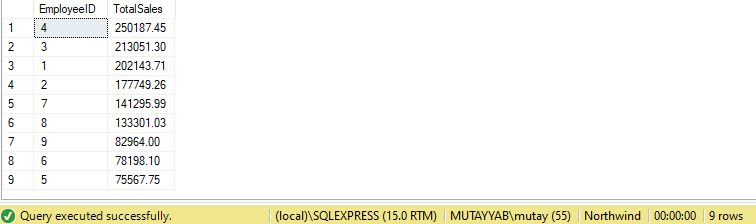 EmployeeID TotalSales
1 4 250187.45
2 3 213051.30
3 1 202143.71
4 2 177749.26
5 7 141295.99
6 8 133301.03
7 9 82964.00
8 6 78198.10
9 5 75567.75
Query executed successfully. (local)\SQLEXPRESS (15.0 RTM) MUTAYYAB\mutay (55) Northwind 00:00:00 9 rows